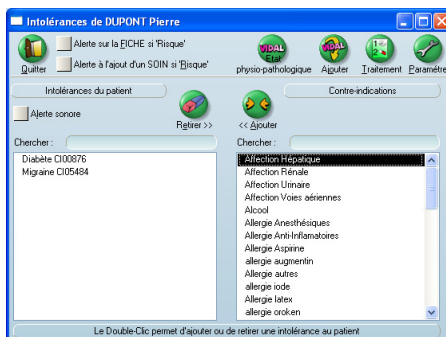 Intolérances de DUPONT Pierre
Alerte sur la FICHE si 'Risque'
Alerte à l'ajout d'un SOIN si 'Risque'
Quitter
VIDAL
Etat
physio-pathologique
VIDAL
Ajouter
Traitement
Paramétre
Intolérances du patient
Contre-indications
Alerte sonore
Retirer >>
<< Ajouter
Chercher :
Chercher :
Diabète CI00876
Migraine CI05484
Affection Hépatique
Affection Rénale
Affection Urinaire
Affection Voies aériennes
Alcool
Allergie Anesthésiques
Allergie Anti-Inflamatoires
Allergie Aspirine
allergie augmentin
Allergie autres
allergie iode
Allergie latex
allergie oroken
Le Double-Clic permet d'ajouter ou de retirer une intolérance au patient